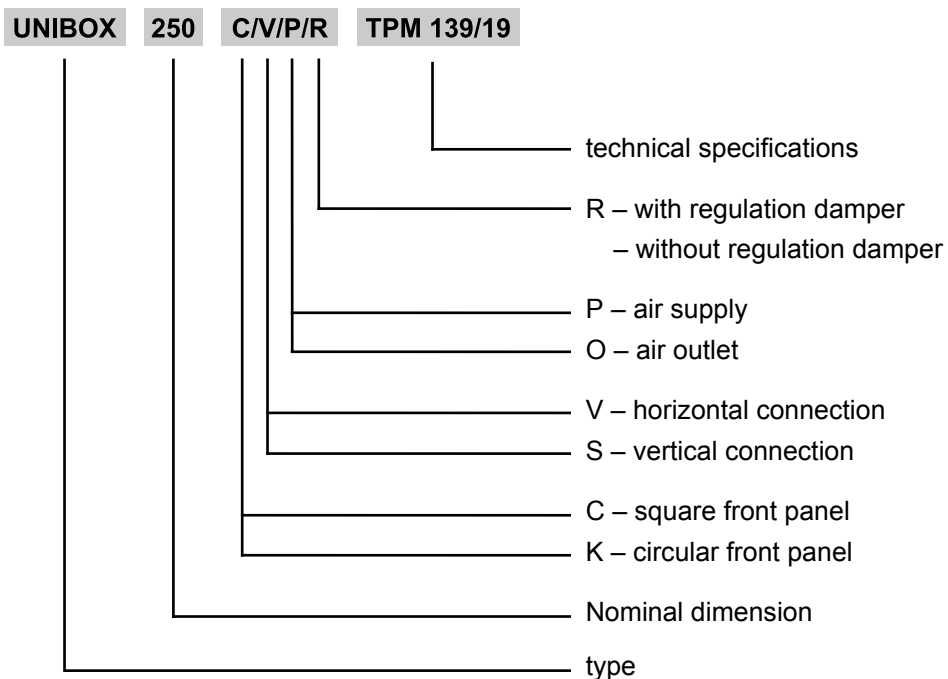 UNIBOX 250 C/V/P/R TPM 139/19
technical specifications
R – with regulation damper
– without regulation damper
P – air supply
O – air outlet
V – horizontal connection
S – vertical connection
C – square front panel
K – circular front panel
Nominal dimension
type